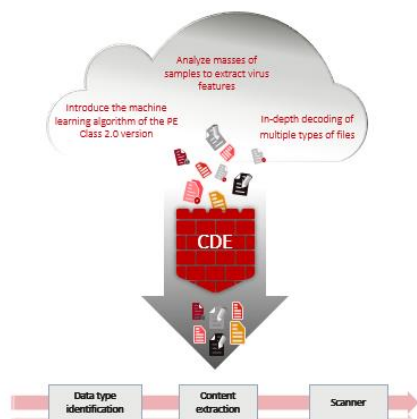 Analyze masses of
samples to extract virus
features
Introduce the machine
learning algorithm of the PE
Class 2.0 version
In-depth decoding of
multiple types of files
CDE
Data type
identification
Content
extraction
Scanner